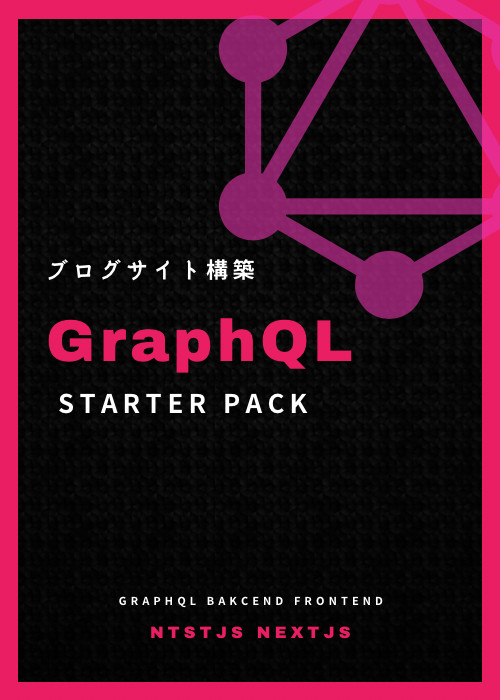 ブログサイト構築
GraphQL
STARTER PACK
GRAPHQL BAKCEND FRONTEND
NTSTJS NEXTJS